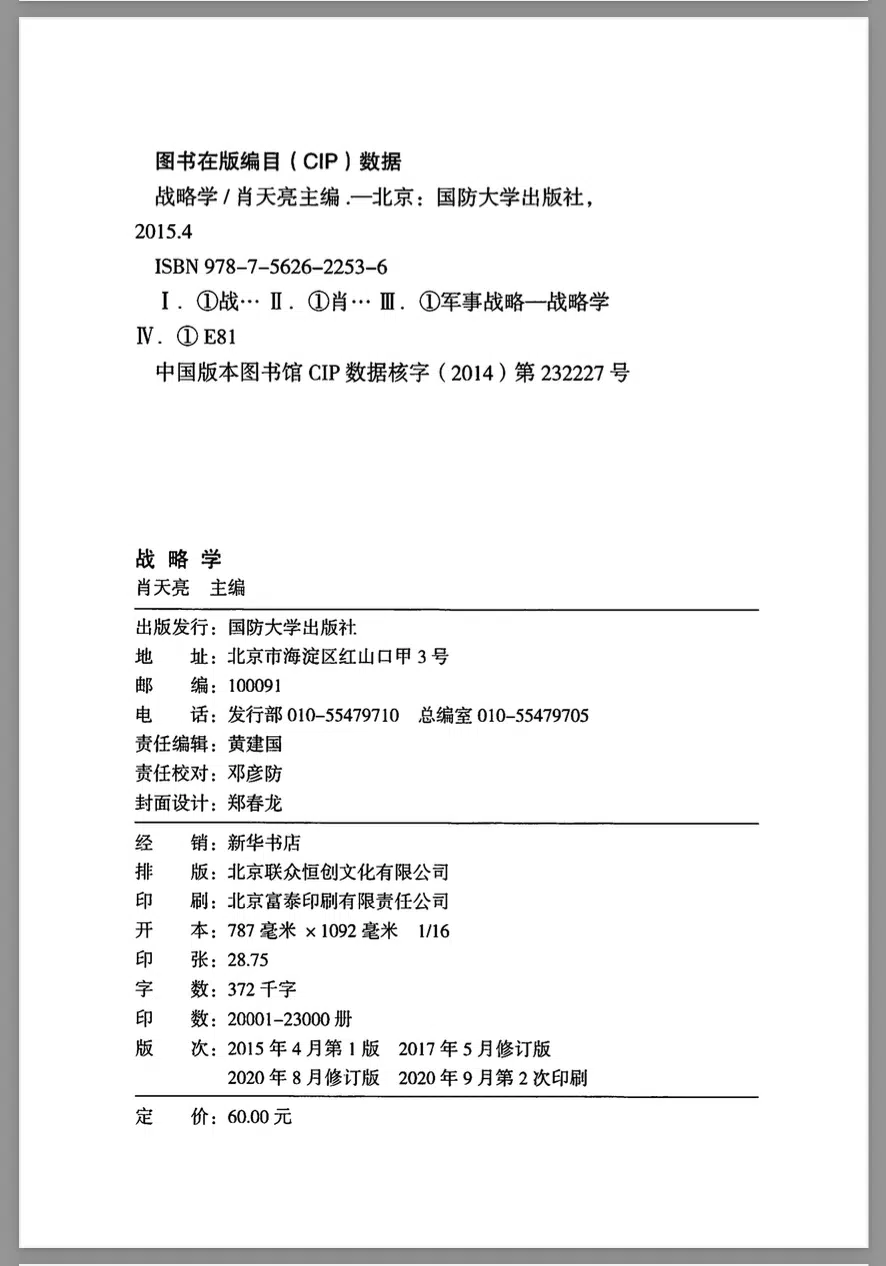 图书在版编目（CIP）数据
战略学 / 肖天亮主编 .—北京：国防大学出版社，
2015.4
ISBN 978-7-5626-2253-6
Ⅰ．①战… Ⅱ．①肖… Ⅲ．①军事战略—战略学
Ⅳ．① E81
中国版本图书馆 CIP 数据核字（2014）第 232227 号
战 略 学
肖天亮　主编
出版发行：国防大学出版社
地　　址：北京市海淀区红山口甲 3 号
邮　　编：100091
电　　话：发行部 010-55479710　总编室 010-55479705
责任编辑：黄建国
责任校对：邓彦防
封面设计：郑春龙
经　　销：新华书店
排　　版：北京联众恒创文化有限公司
印　　刷：北京富泰印刷有限责任公司
开　　本：787 毫米 ×1092 毫米　1/16
印　　张：28.75
字　　数：372 千字
印　　数：20001-23000 册
版　　次：2015 年 4 月第 1 版　2017 年 5 月修订版
2020 年 8 月修订版　2020 年 9 月第 2 次印刷
定　　价：60.00 元